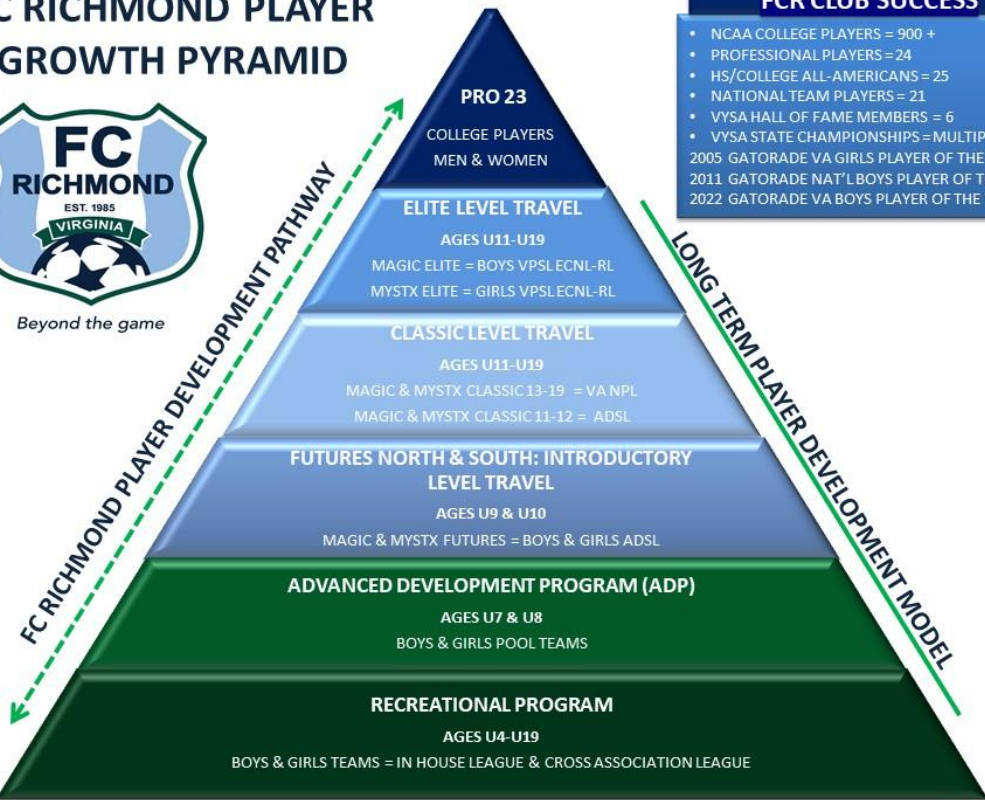 C RICHMOND PLAYER
GROWTH PYRAMID
FC
RICHMOND
EST. 1985
VIRGINIA
Beyond the game
FCR CLUB SUCCESS
• NCAA COLLEGE PLAYERS = 900 +
• PROFESSIONAL PLAYERS = 24
• HS/COLLEGE ALL-AMERICANS = 25
• NATIONAL TEAM PLAYERS = 21
• VYSA HALL OF FAME MEMBERS = 6
• VYSA STATE CHAMPIONSHIPS = MULTIP
2005 GATORADE VA GIRLS PLAYER OF THE
2011 GATORADE NAT'L BOYS PLAYER OF T
2022 GATORADE VA BOYS PLAYER OF THE
FC RICHMOND PLAYER DEVELOPMENT PATHWAY
LONG TERM PLAYER DEVELOPMENT MODEL
PRO 23
COLLEGE PLAYERS
MEN & WOMEN
ELITE LEVEL TRAVEL
AGES U11-U19
MAGIC ELITE = BOYS VPSL ECNL-RL
MYSTX ELITE = GIRLS VPSL ECNL-RL
CLASSIC LEVEL TRAVEL
AGES U11-U19
MAGIC & MYSTX CLASSIC 13-19 = VA NPL
MAGIC & MYSTX CLASSIC 11-12 = ADSL
FUTURES NORTH & SOUTH: INTRODUCTORY
LEVEL TRAVEL
AGES U9 & U10
MAGIC & MYSTX FUTURES = BOYS & GIRLS ADSL
ADVANCED DEVELOPMENT PROGRAM (ADP)
AGES U7 & U8
BOYS & GIRLS POOL TEAMS
RECREATIONAL PROGRAM
AGES U4-U19
BOYS & GIRLS TEAMS = IN HOUSE LEAGUE & CROSS ASSOCIATION LEAGUE